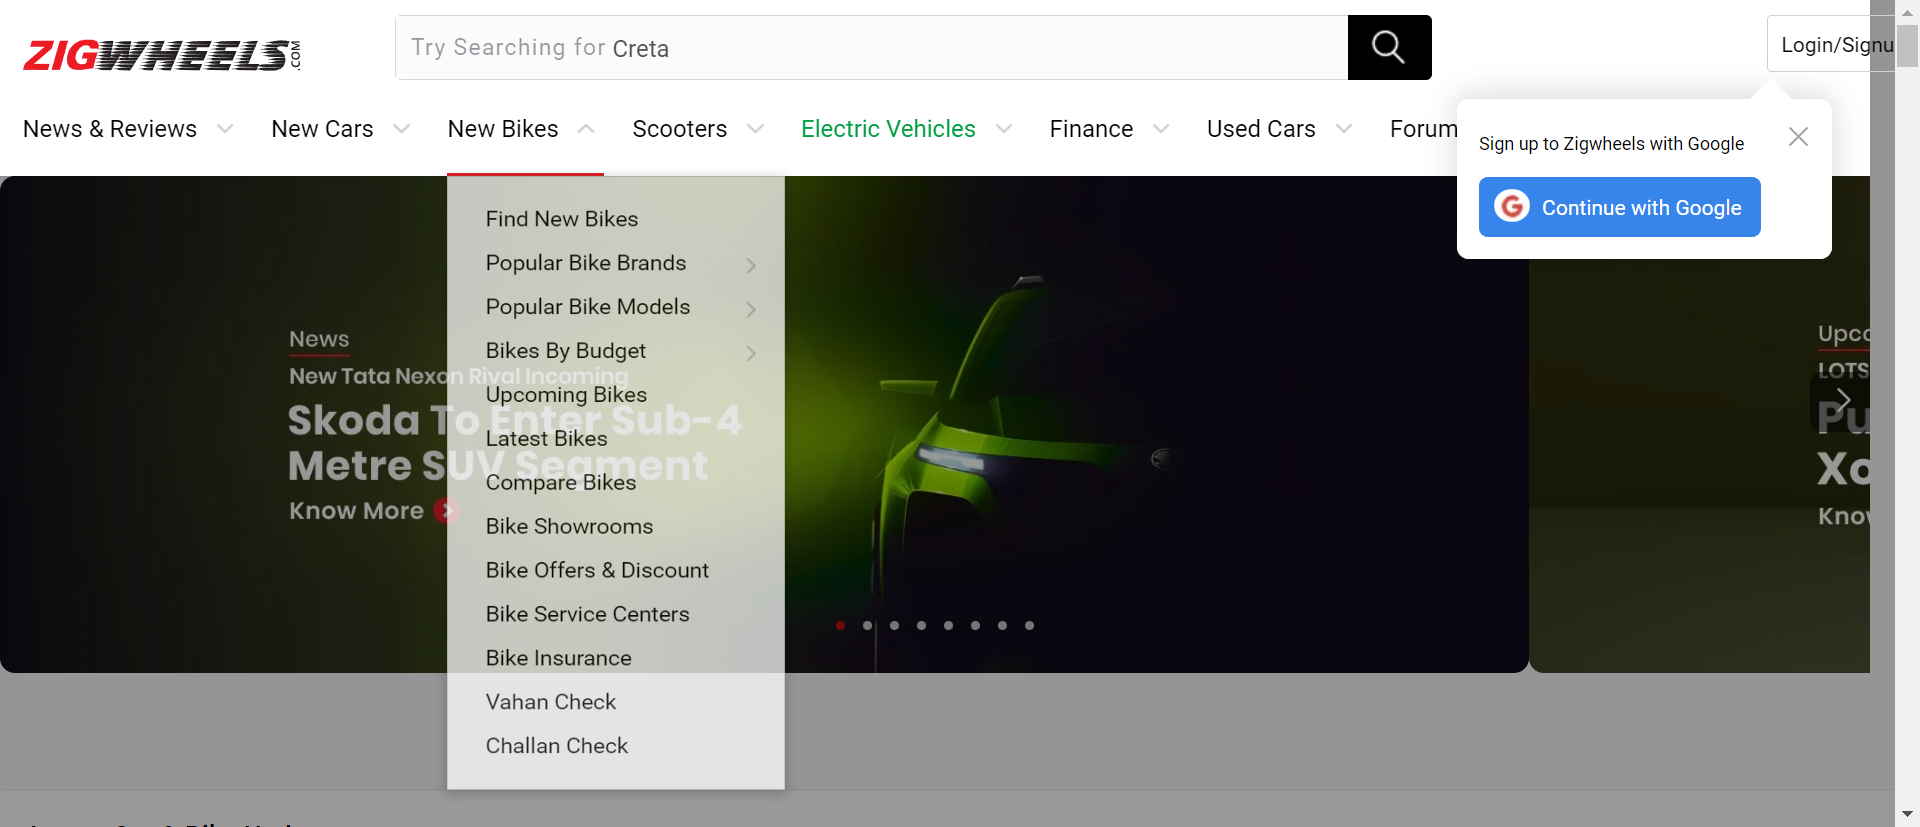 ZIGWHEELS.COM
Try Searching for Creta
Login/Signu
News & Reviews
New Cars
New Bikes
Scooters
Electric Vehicles
Finance
Used Cars
Forum
Sign up to Zigwheels with Google
Continue with Google
Find New Bikes
Popular Bike Brands
Popular Bike Models
Bikes By Budget
Upcoming Bikes
Latest Bikes
Compare Bikes
Bike Showrooms
Bike Offers & Discount
Bike Service Centers
Bike Insurance
Vahan Check
Challan Check
News
New Tata Nexon Rival Incoming
Skoda To Enter Sub-4
Metre SUV Segment
Know More
Upco
LOTS
Pu
Xo
Know